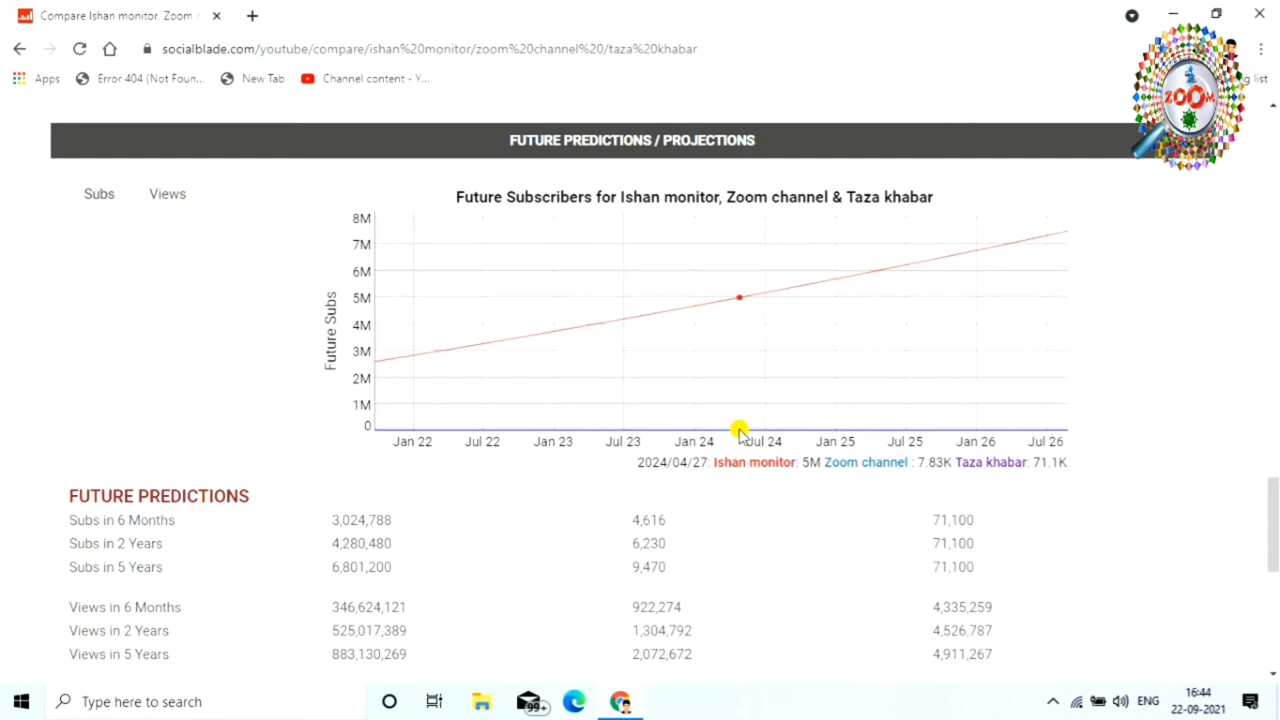 Compare Ishan monitor, Zoom
socialblade.com/youtube/compare/ishan%20monitor/zoom%20channel%20/taza%20khabar
Apps Error 404 (Not Foun... New Tab Channel content - Y... list
ZOOM
FUTURE PREDICTIONS / PROJECTIONS
Subs Views
Future Subscribers for Ishan monitor, Zoom channel & Taza khabar
8M
7M
6M
5M
4M
3M
2M
1M
0
Future Subs
Jan 22 Jul 22 Jan 23 Jul 23 Jan 24 Jul 24 Jan 25 Jul 25 Jan 26 Jul 26
2024/04/27: Ishan monitor: 5M Zoom channel : 7.83K Taza khabar: 71.1K
FUTURE PREDICTIONS
Subs in 6 Months 3,024,788 4,616 71,100
Subs in 2 Years 4,280,480 6,230 71,100
Subs in 5 Years 6,801,200 9,470 71,100
Views in 6 Months 346,624,121 922,274 4,335,259
Views in 2 Years 525,017,389 1,304,792 4,526,787
Views in 5 Years 883,130,269 2,072,672 4,911,267
Type here to search 99+ ENG 16:44
22-09-2021